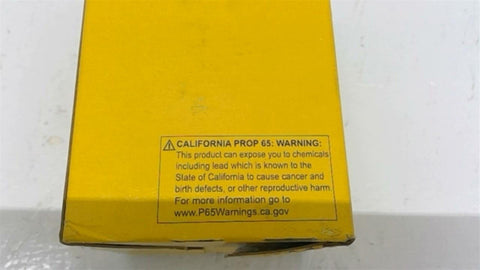 ⚠ CALIFORNIA PROP 65: WARNING:
This product can expose you to chemicals
including lead which is known to the
State of California to cause cancer and
birth defects, or other reproductive harm
For more information go to
www.P65Warnings.ca.gov